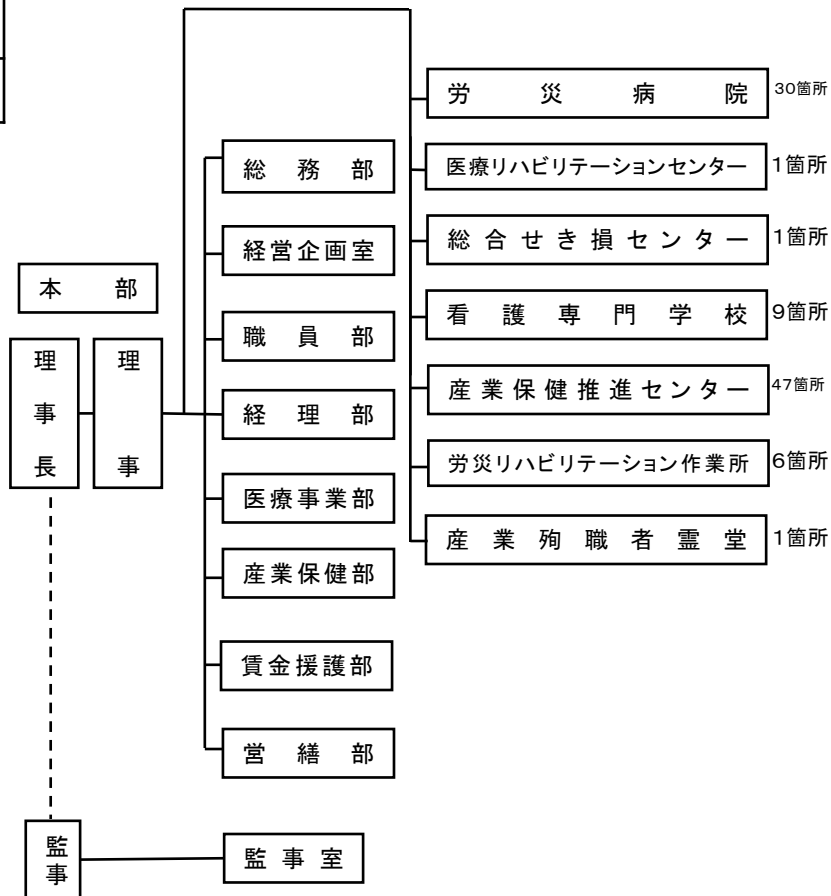 労災病院 30箇所
総務部
医療リハビリテーションセンター 1箇所
経営企画室
総合せき損センター 1箇所
本部
職員部
看護専門学校 9箇所
理事長
理事
経理部
産業保健推進センター 47箇所
医療事業部
労災リハビリテーション作業所 6箇所
産業保健部
産業殉職者霊堂 1箇所
賃金援護部
営繕部
監事
監事室